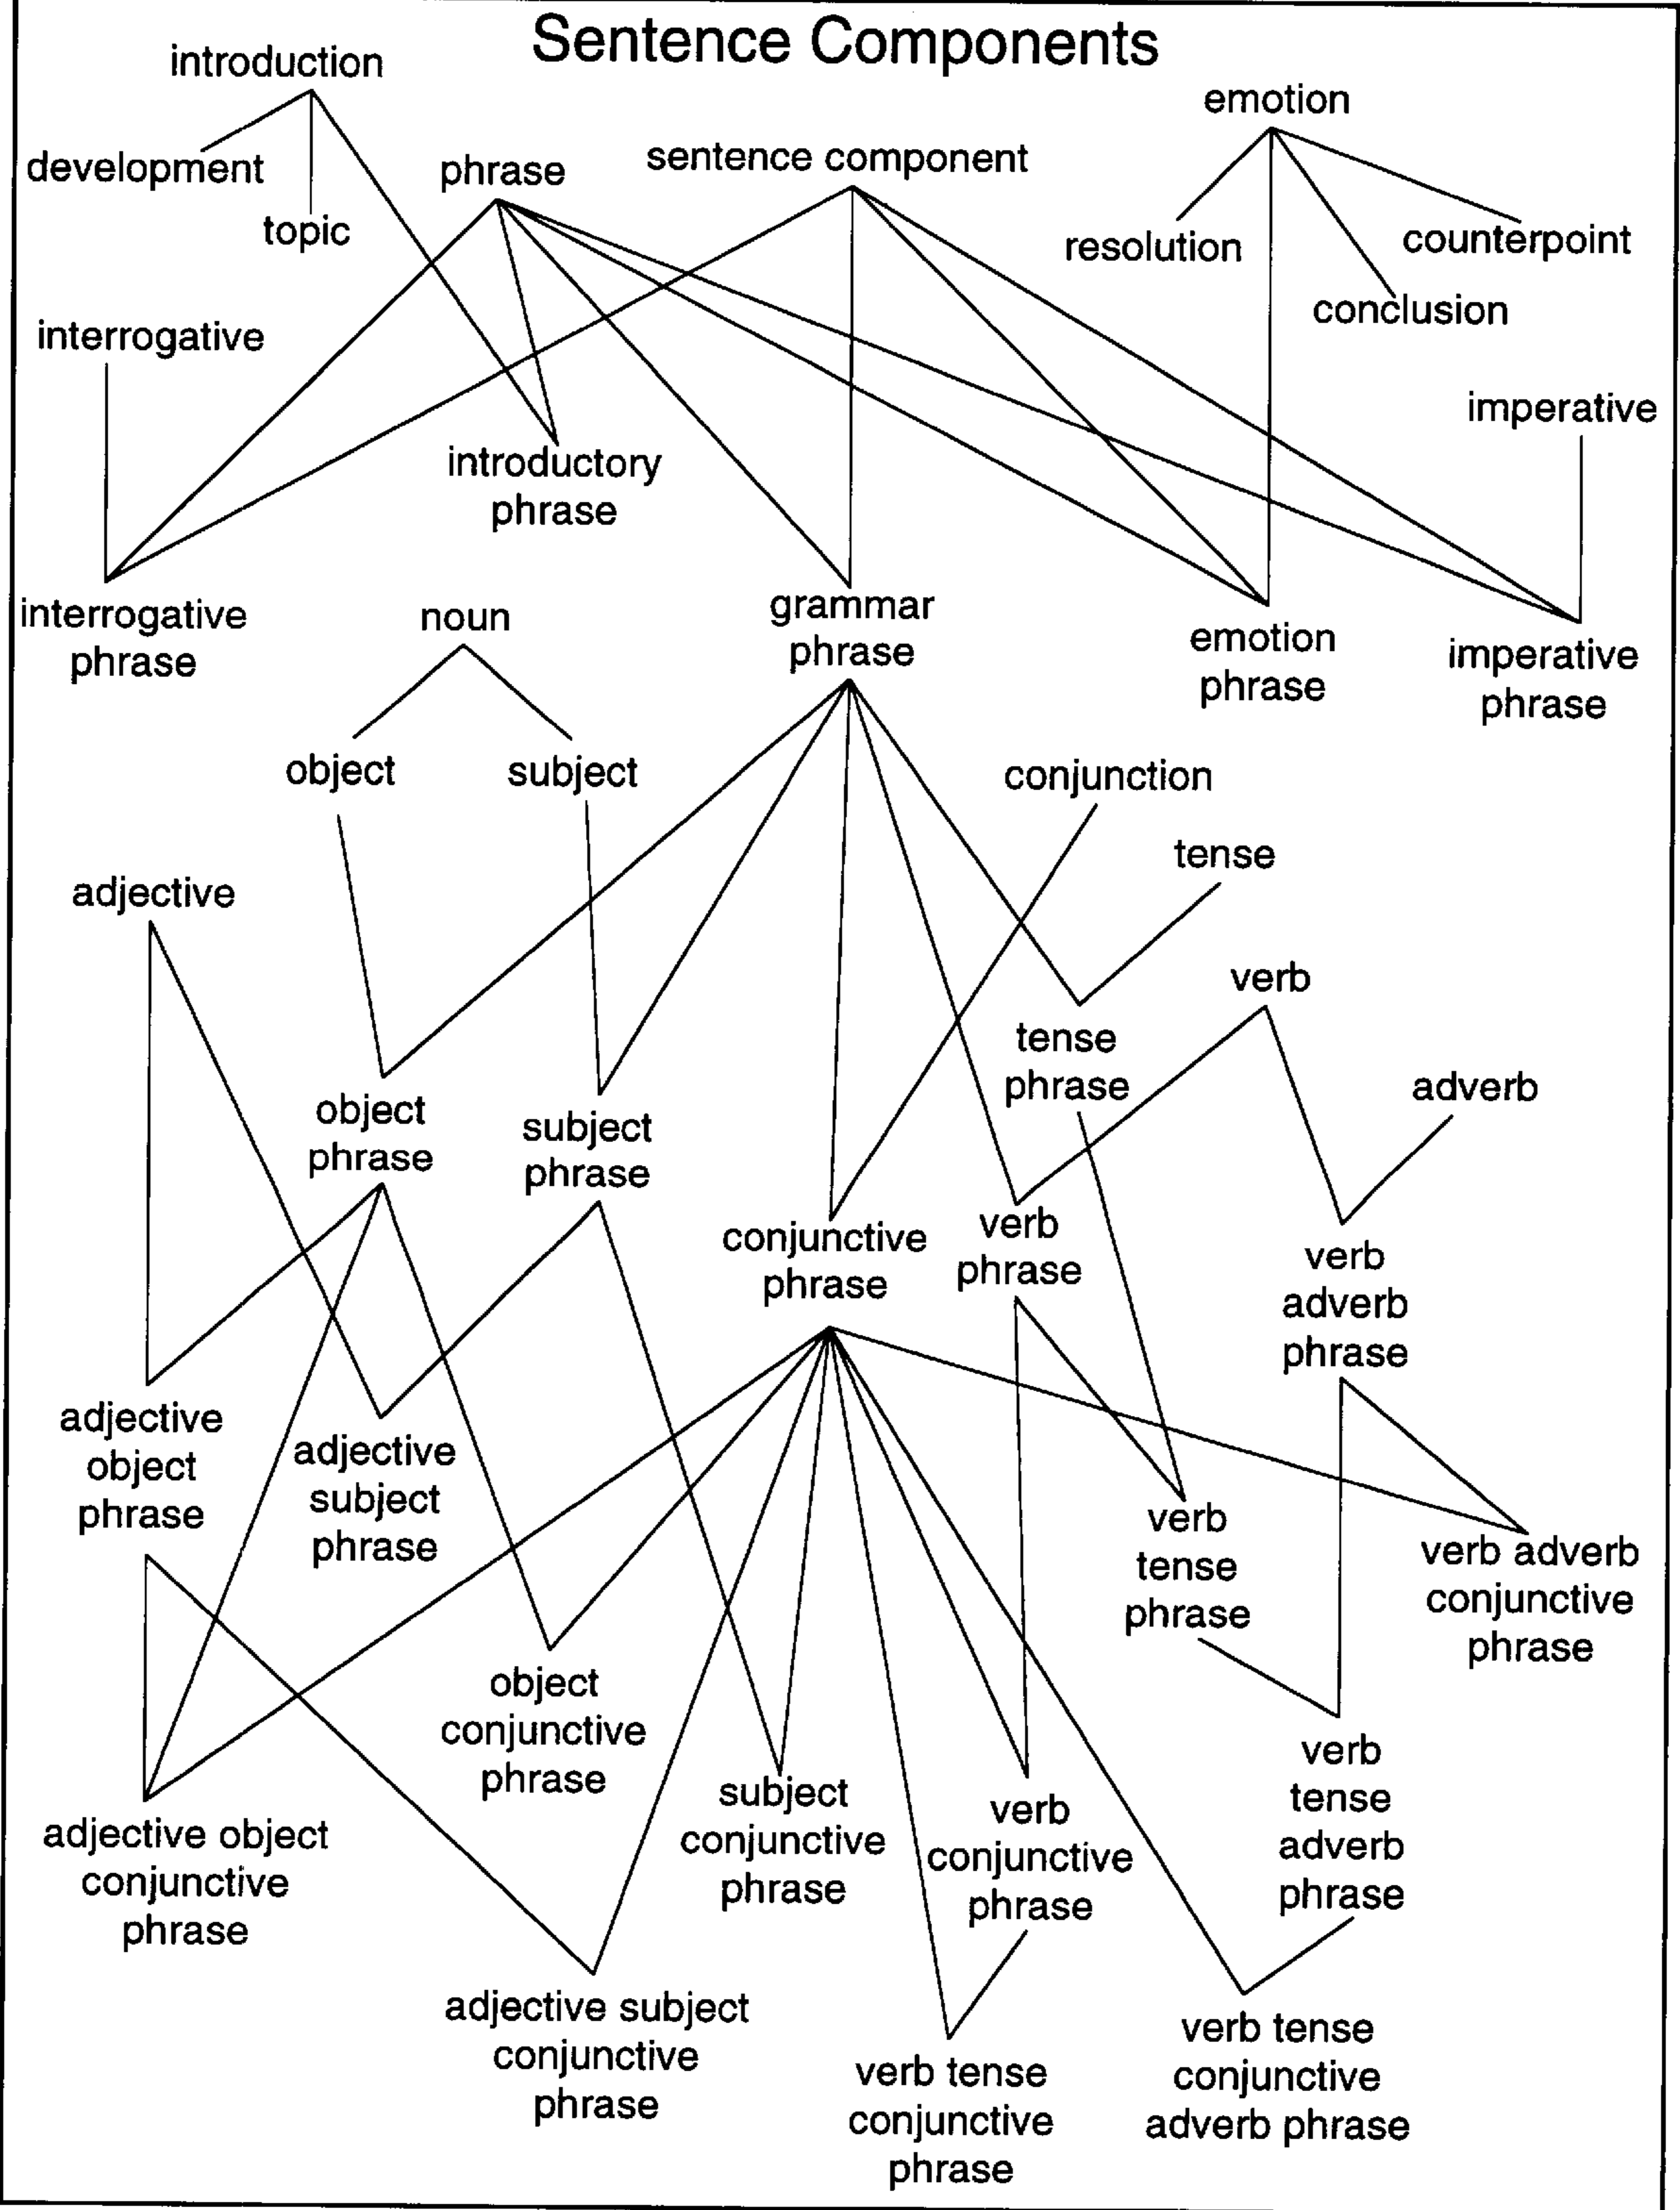 Sentence Components
introduction
emotion
development
phrase
sentence component
topic
resolution
counterpoint
conclusion
interrogative
imperative
introductory
phrase
interrogative
phrase
noun
grammar
phrase
emotion
phrase
imperative
phrase
object
subject
conjunction
tense
adjective
verb
tense
phrase
adverb
object
phrase
subject
phrase
conjunctive
phrase
verb
phrase
verb
adverb
phrase
adjective
object
phrase
adjective
subject
phrase
verb
tense
phrase
verb adverb
conjunctive
phrase
object
conjunctive
phrase
subject
conjunctive
phrase
verb
conjunctive
phrase
verb
tense
adverb
phrase
adjective object
conjunctive
phrase
adjective subject
conjunctive
phrase
verb tense
conjunctive
phrase
verb tense
conjunctive
adverb phrase